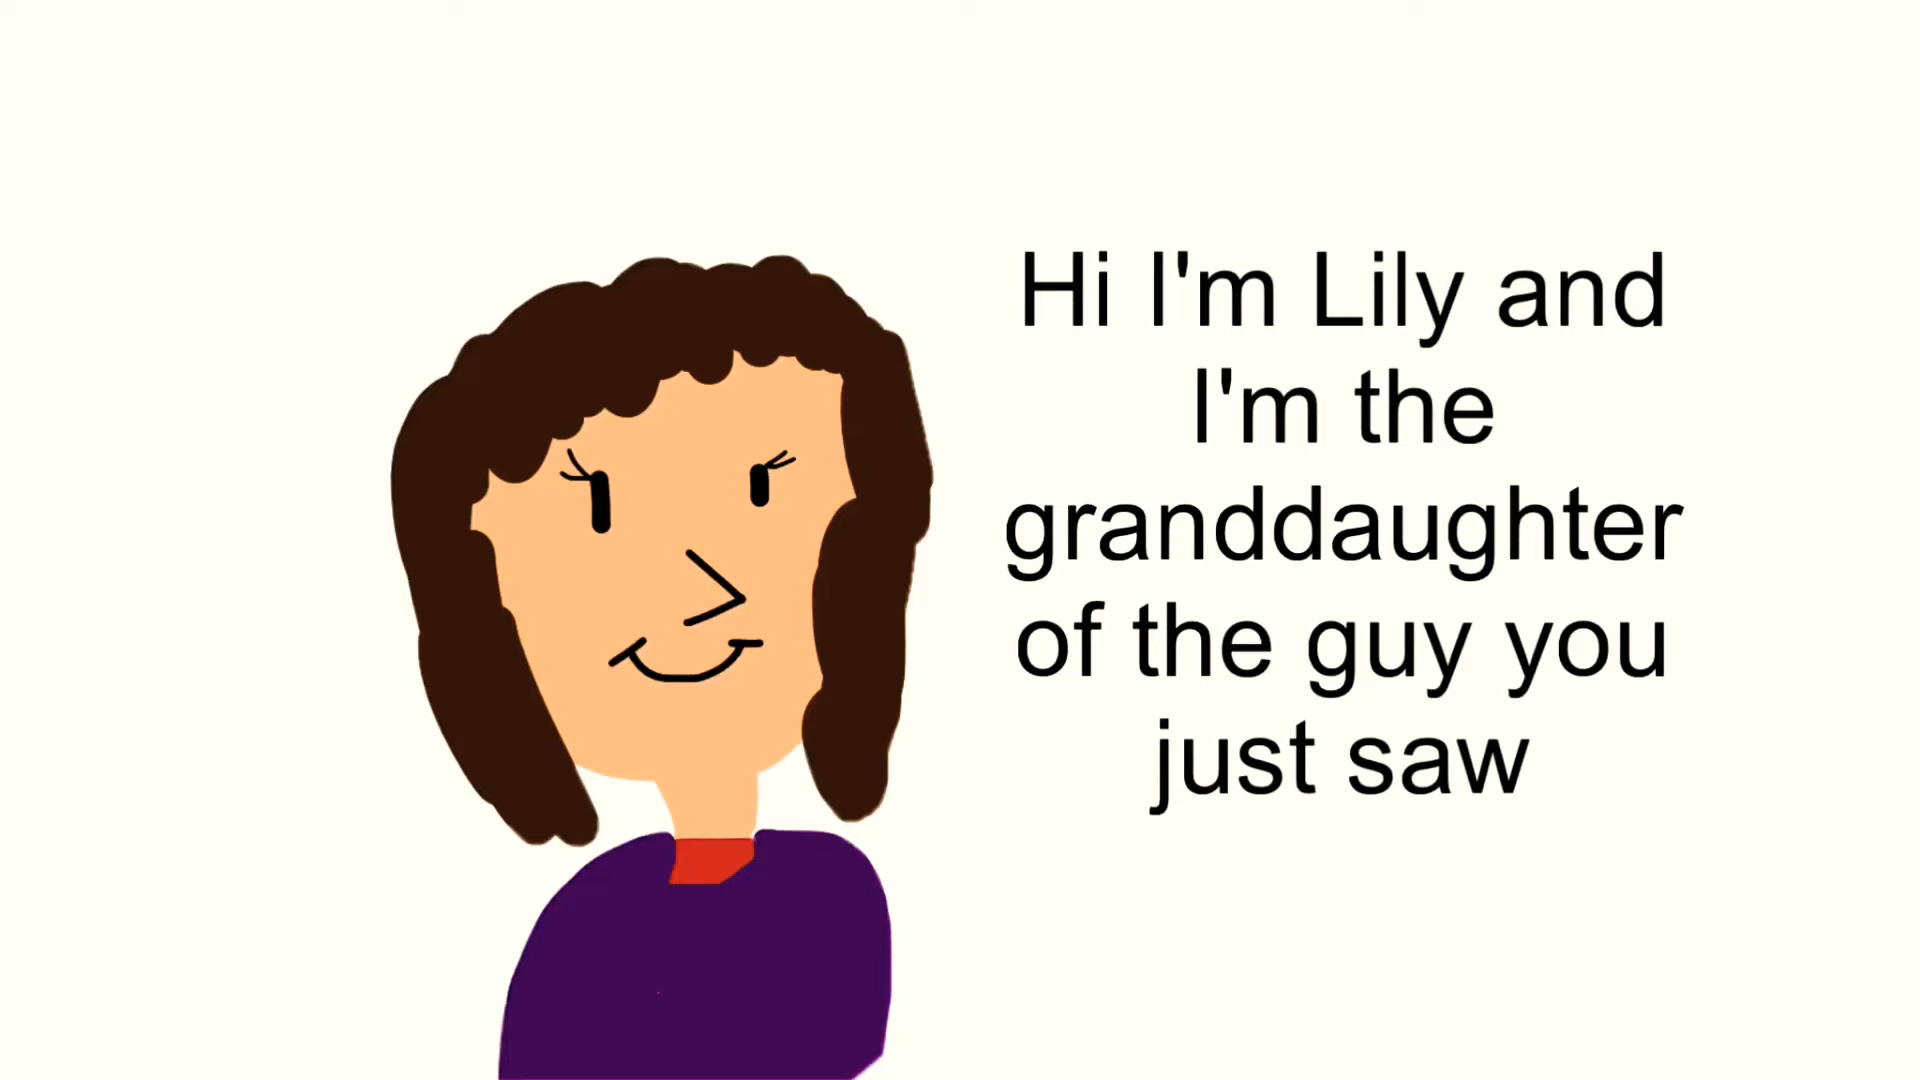 Hi I'm Lily and
I'm the
granddaughter
of the guy you
just saw